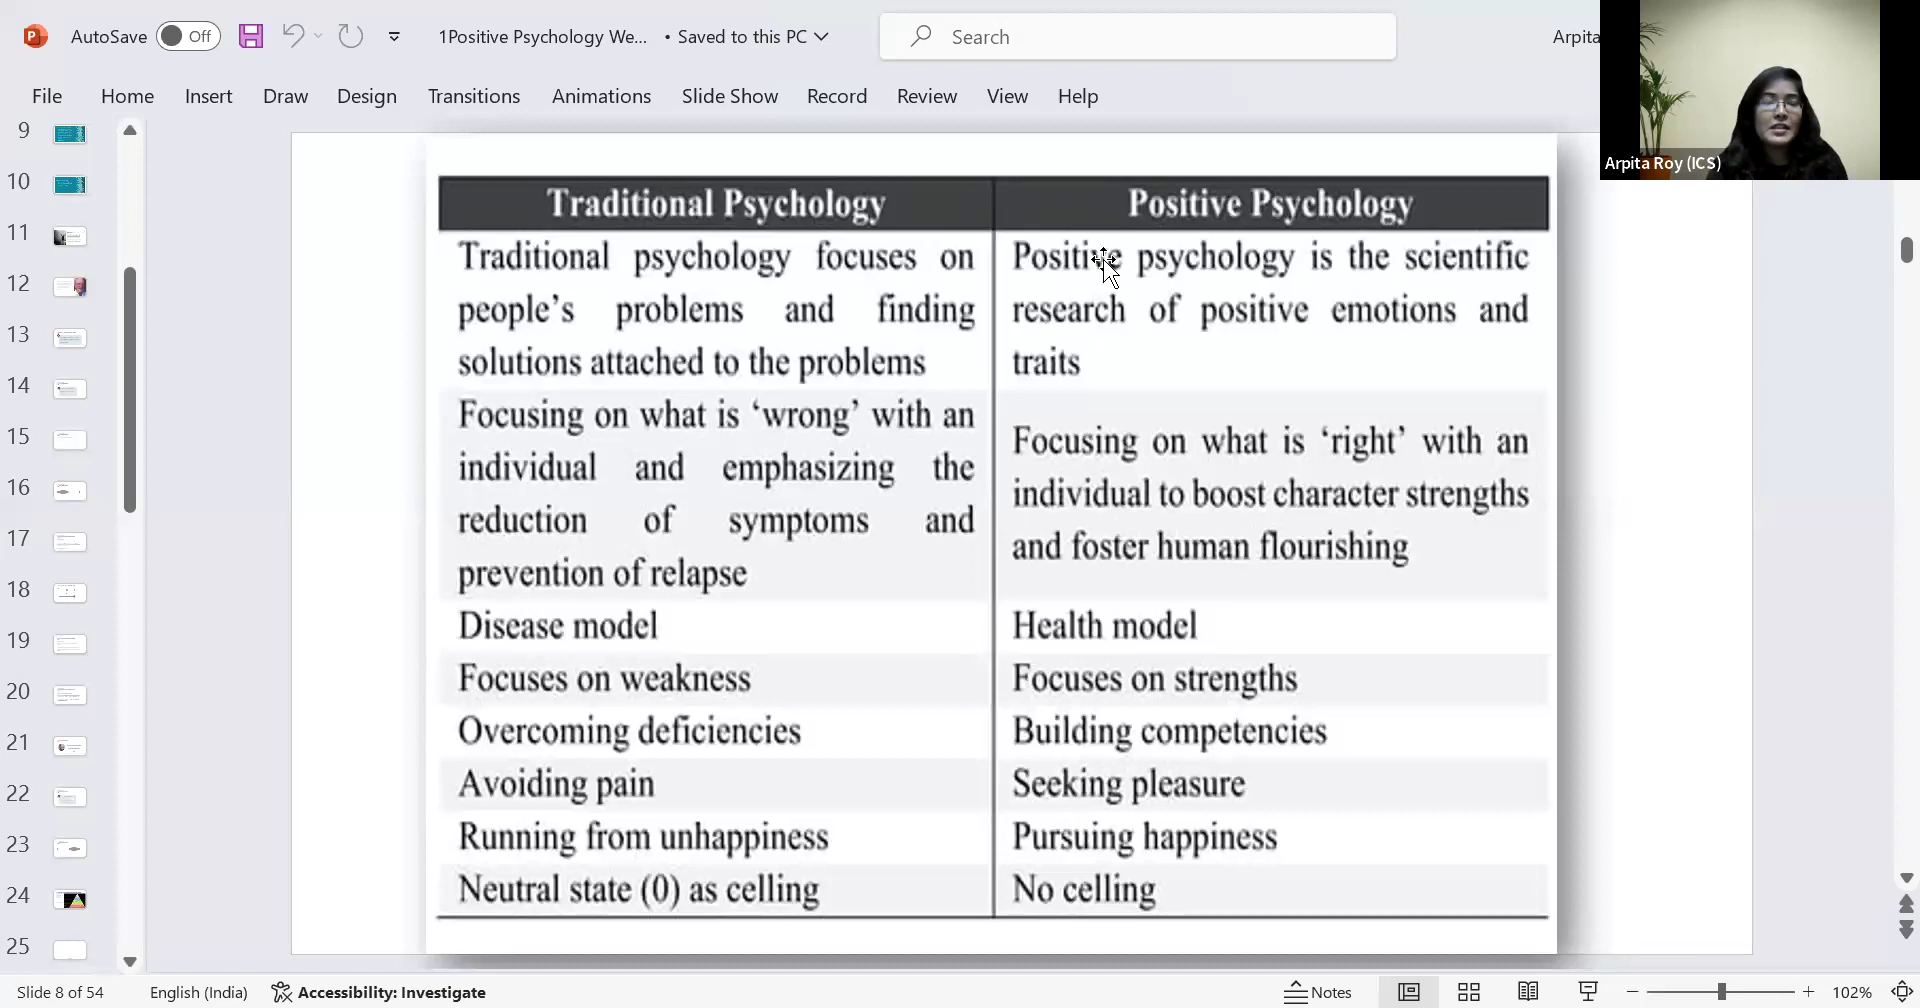 AutoSave Off 1Positive Psychology We... • Saved to this PC Search Arpita
File Home Insert Draw Design Transitions Animations Slide Show Record Review View Help
Arpita Roy (ICS)
9
10
11
12
13
14
15
16
17
18
19
20
21
22
23
24
25
Traditional Psychology
Positive Psychology
Traditional psychology focuses on
people's problems and finding
solutions attached to the problems
Positive psychology is the scientific
research of positive emotions and
traits
Focusing on what is ‘wrong’ with an
individual and emphasizing the
reduction of symptoms and
prevention of relapse
Focusing on what is ‘right’ with an
individual to boost character strengths
and foster human flourishing
Disease model
Health model
Focuses on weakness
Focuses on strengths
Overcoming deficiencies
Building competencies
Avoiding pain
Seeking pleasure
Running from unhappiness
Pursuing happiness
Neutral state (0) as celling
No celling
Slide 8 of 54 English (India) Accessibility: Investigate Notes 102%